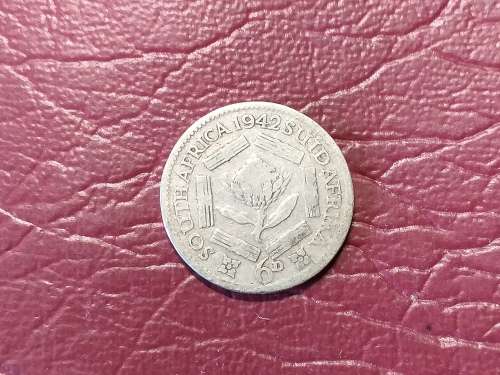 SOUTH AFRICA 1942 SUID AFRIKA
6D